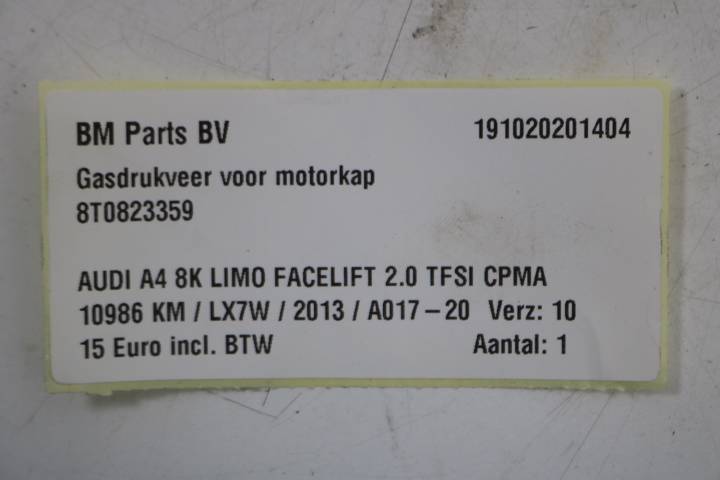 BM Parts BV 191020201404
Gasdrukveer voor motorkap
8T0823359
AUDI A4 8K LIMO FACELIFT 2.0 TFSI CPMA
10986 KM / LX7W / 2013 / A017-20 Verz: 10
15 Euro incl. BTW Aantal: 1